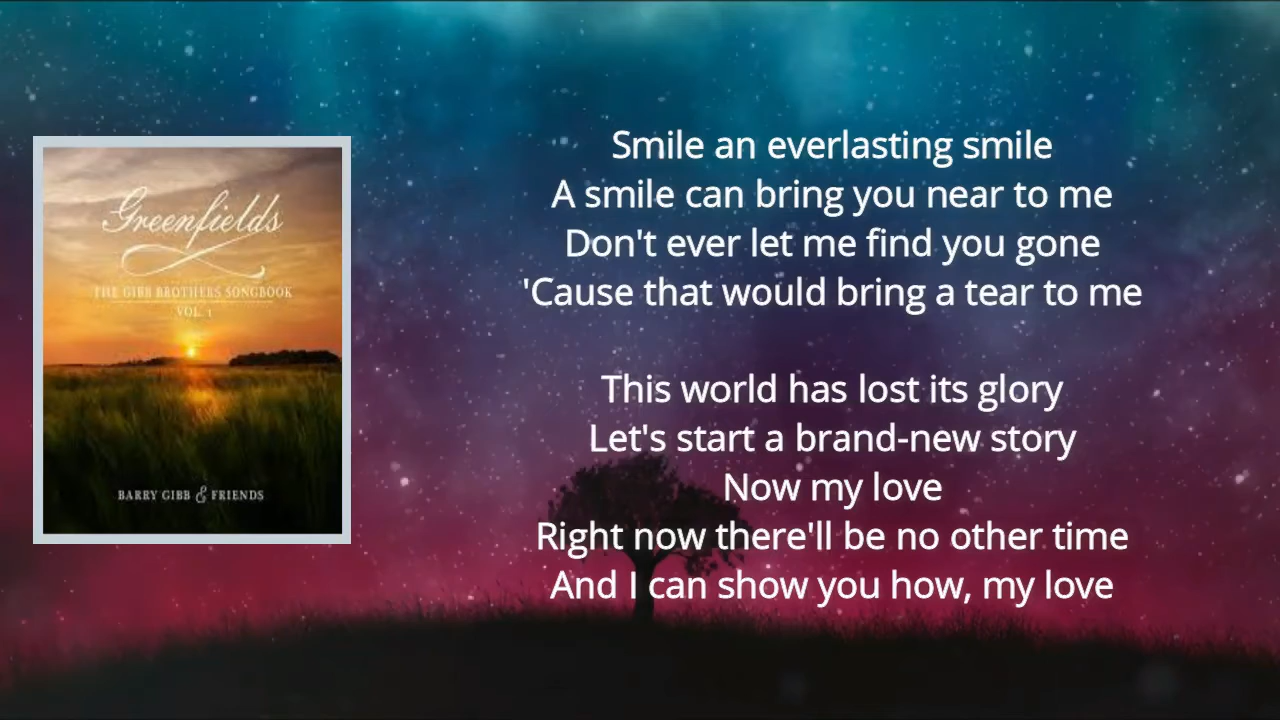 Greenfields
THE GIBB BROTHERS SONGBOOK
VOL. 1
BARRY GIBB & FRIENDS
Smile an everlasting smile
A smile can bring you near to me
Don't ever let me find you gone
'Cause that would bring a tear to me
This world has lost its glory
Let's start a brand-new story
Now my love
Right now there'll be no other time
And I can show you how, my love